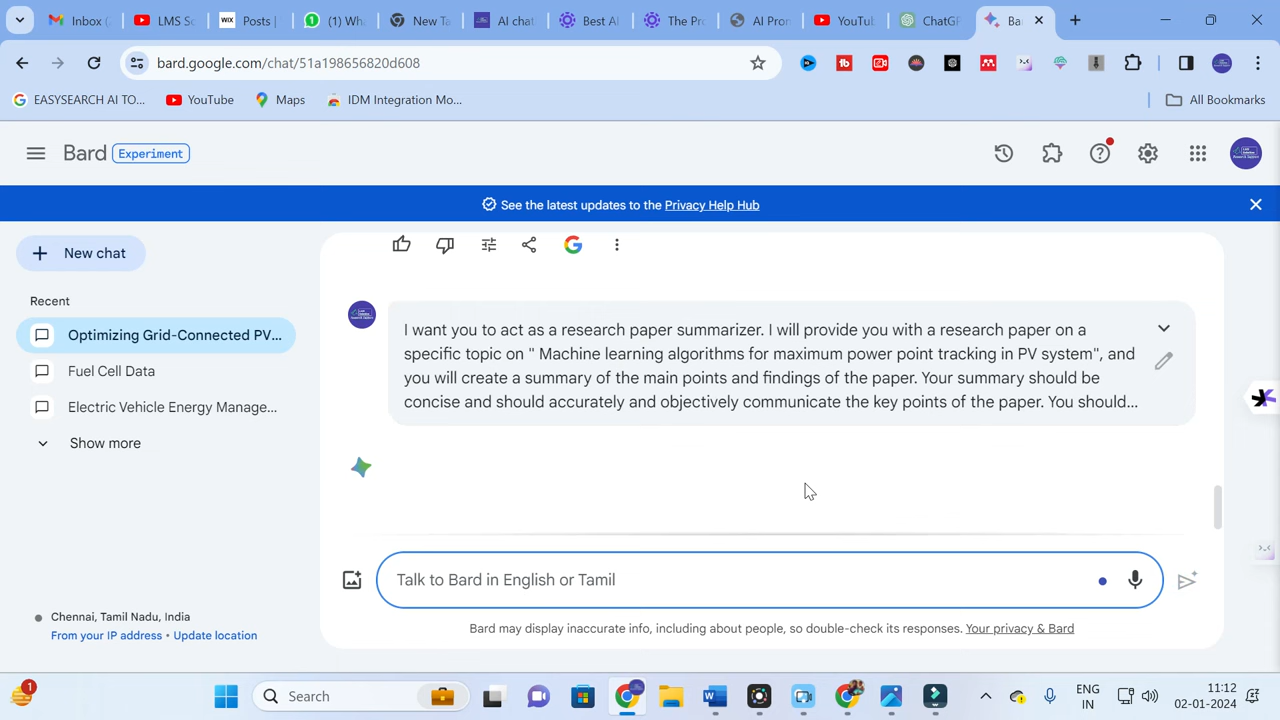 Inbox (
LMS S
Posts |
(1) Wh
New Ta
AI chat
Best AI
The Pr
AI Pron
YouTu
ChatGP
Ba
bard.google.com/chat/51a198656820d608
EASYSEARCH AI TO...
YouTube
Maps
IDM Integration Mo...
All Bookmarks
Bard Experiment
See the latest updates to the Privacy Help Hub
New chat
Recent
Optimizing Grid-Connected PV...
Fuel Cell Data
Electric Vehicle Energy Manage...
Show more
I want you to act as a research paper summarizer. I will provide you with a research paper on a
specific topic on " Machine learning algorithms for maximum power point tracking in PV system", and
you will create a summary of the main points and findings of the paper. Your summary should be
concise and should accurately and objectively communicate the key points of the paper. You should...
Talk to Bard in English or Tamil
Bard may display inaccurate info, including about people, so double-check its responses. Your privacy & Bard
Chennai, Tamil Nadu, India
From your IP address • Update location
1
Search
ENG
IN
11:12
02-01-2024